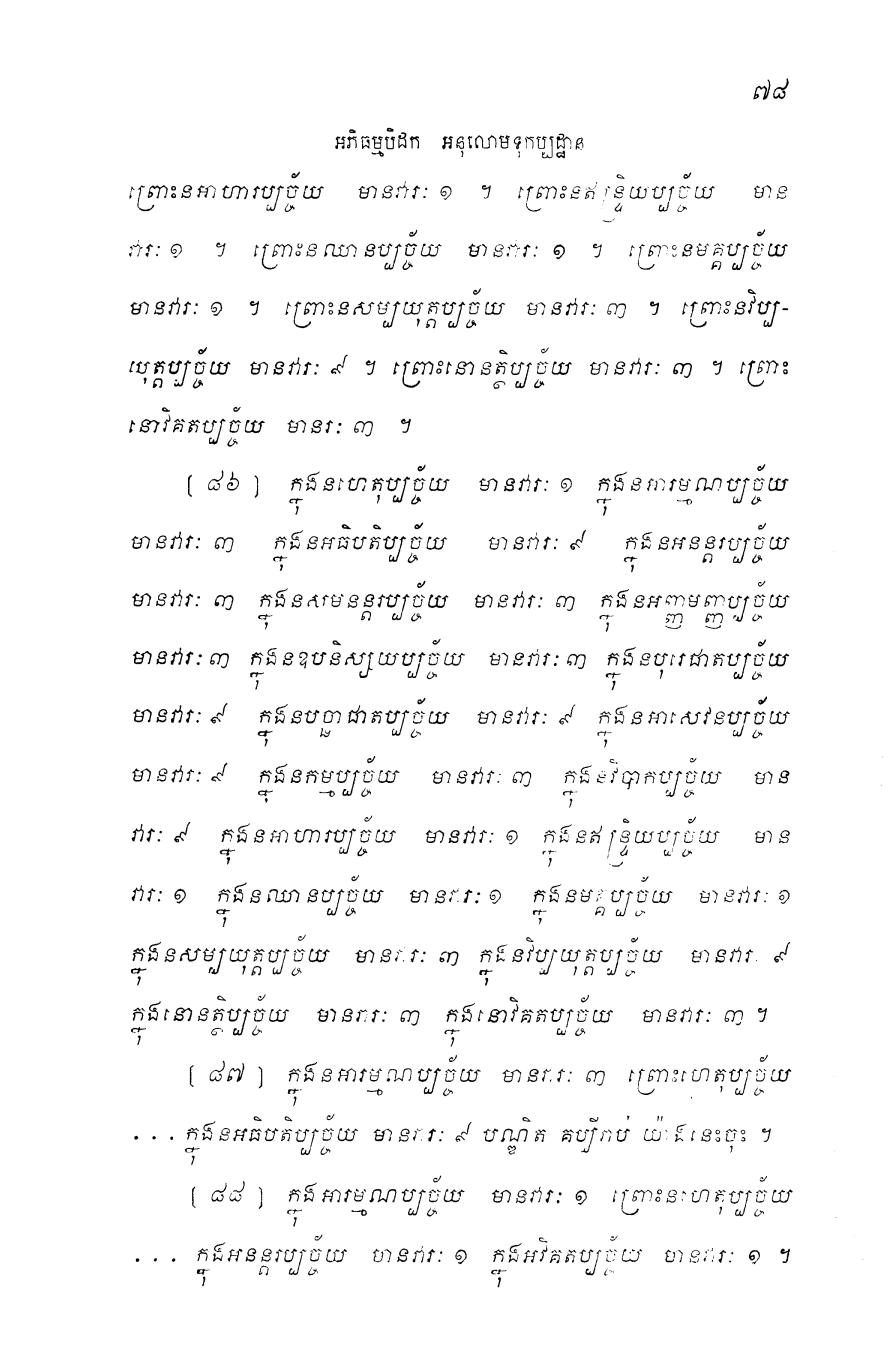 ៧៨
អភិធម្មបិដក អនុលោមទុកប្បដ្ឋាន
ព្រោះនអាហារប្បច្ច័យ មានវារៈ ១ ។ ព្រោះនឥន្ទ្រិយប្បច្ច័យ មាន
វារៈ ១ ។ ព្រោះនឈានប្បច្ច័យ មានវារៈ ១ ។ ព្រោះនមគ្គប្បច្ច័យ
មានវារៈ ១ ។ ព្រោះនសម្បយុត្តប្បច្ច័យ មានវារៈ ៣ ។ ព្រោះនវិប្ប-
យុត្តប្បច្ច័យ មានវារៈ ៩ ។ ព្រោះនោនត្ថិប្បច្ច័យ មានវារៈ ៣ ។ ព្រោះ
នោវិគតប្បច្ច័យ មានរៈ ៣ ។
[ ៨៦ ] ក្នុងនហេតុប្បច្ច័យ មានវារៈ ១ ក្នុងនអារម្មណប្បច្ច័យ
មានវារៈ ៣ ក្នុងនអធិបតិប្បច្ច័យ មានវារៈ ៩ ក្នុងនអនន្តរប្បច្ច័យ
មានវារៈ ៣ ក្នុងនសមនន្តរប្បច្ច័យ មានវារៈ ៣ ក្នុងនអញ្ញមញ្ញប្បច្ច័យ
មានវារៈ ៣ ក្នុងនឧបនិស្សយប្បច្ច័យ មានវារៈ ៣ ក្នុងនបុរេជាតប្បច្ច័យ
មានវារៈ ៩ ក្នុងនបច្ឆាជាតប្បច្ច័យ មានវារៈ ៩ ក្នុងនអាសេវនប្បច្ច័យ
មានវារៈ ៩ ក្នុងនកម្មប្បច្ច័យ មានវារៈ ៣ ក្នុងនវិបាកប្បច្ច័យ មាន
វារៈ ៩ ក្នុងនអាហារប្បច្ច័យ មានវារៈ ១ ក្នុងនឥន្ទ្រិយប្បច្ច័យ មាន
វារៈ ១ ក្នុងនឈានប្បច្ច័យ មានវារៈ ១ ក្នុងនមគ្គប្បច្ច័យ មានវារៈ ១
ក្នុងនសម្បយុត្តប្បច្ច័យ មានវារៈ ៣ ក្នុងនវិប្បយុត្តប្បច្ច័យ មានវារៈ ៩
ក្នុងនោនត្ថិប្បច្ច័យ មានវារៈ ៣ ក្នុងនោវិគតប្បច្ច័យ មានវារៈ ៣ ។
[ ៨៧ ] ក្នុងនអារម្មណប្បច្ច័យ មានវារៈ ៣ ព្រោះហេតុប្បច្ច័យ
... ក្នុងនអធិបតិប្បច្ច័យ មានវារៈ ៩ បណ្ឌិត គប្បីរាប់ យ៉ាងនេះចុះ ។
[ ៨៨ ] ក្នុងអារម្មណប្បច្ច័យ មានវារៈ ១ ព្រោះនហេតុប្បច្ច័យ
... ក្នុងអនន្តរប្បច្ច័យ មានវារៈ ១ ក្នុងអវិគតប្បច្ច័យ មានវារៈ ១ ។